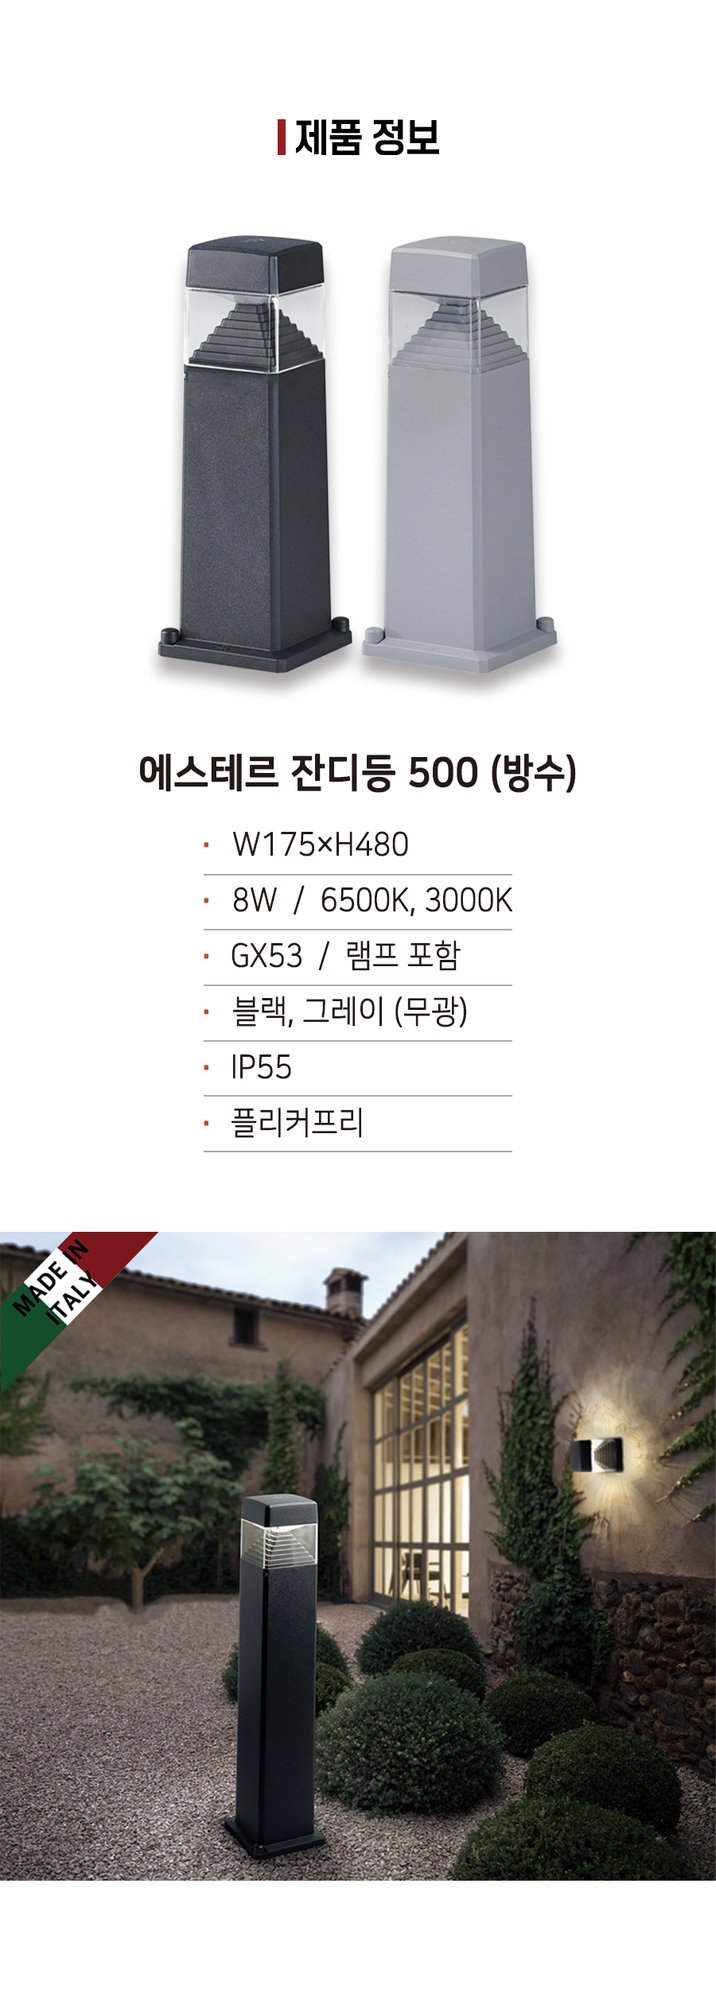 제품 정보
에스테르 잔디등 500 (방수)
· W175×H480
· 8W / 6500K, 3000K
· GX53 / 램프 포함
· 블랙, 그레이 (무광)
· IP55
· 플리커프리
MADE IN
ITALY